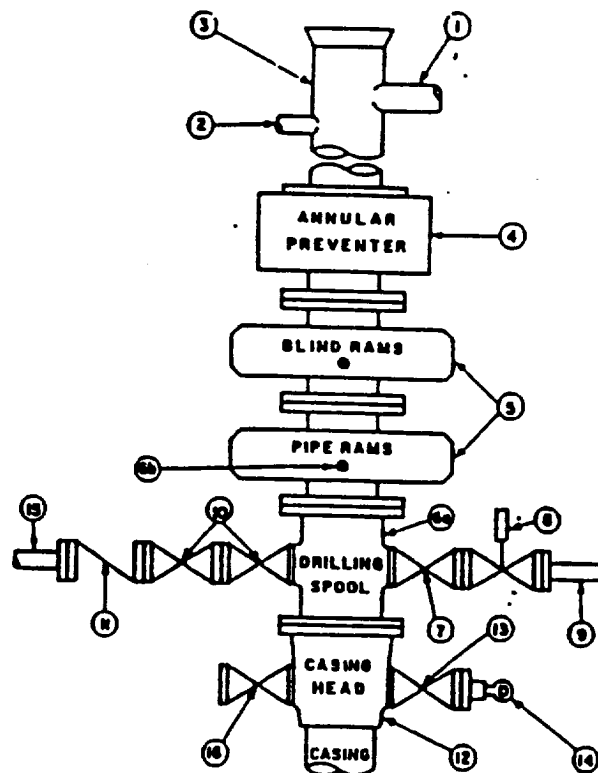 3
1
2
ANNULAR
PREVENTER
4
BLIND RAMS
5
PIPE RAMS
6b
10
6a
8
15
DRILLING
SPOOL
11
7
9
13
CASING
HEAD
16
12
14
CASING